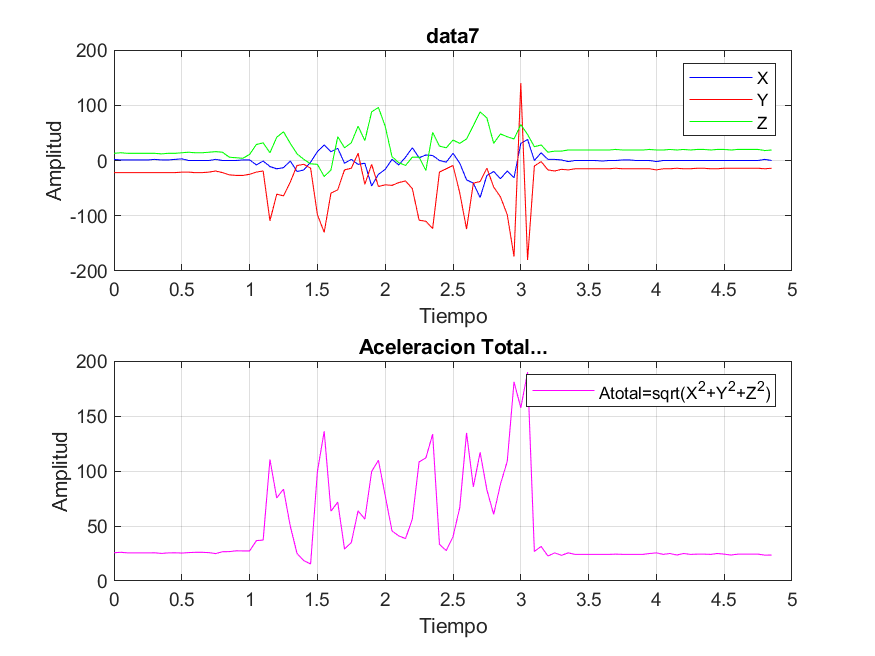 data7
200
100
0
-100
-200
Amplitud
X
Y
Z
0 0.5 1 1.5 2 2.5 3 3.5 4 4.5 5
Tiempo
Aceleracion Total...
200
150
100
50
0
Amplitud
Atotal=sqrt(X²+Y²+Z²)
0 0.5 1 1.5 2 2.5 3 3.5 4 4.5 5
Tiempo